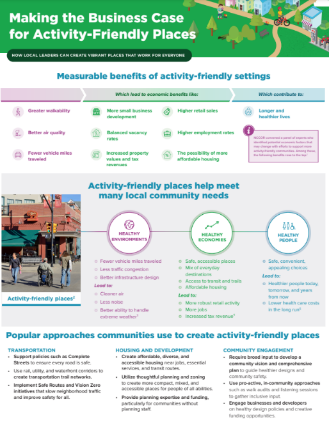 Making the Business Case
for Activity-Friendly Places
HOW LOCAL LEADERS CAN CREATE VIBRANT PLACES THAT WORK FOR EVERYONE
Measurable benefits of activity-friendly settings
Which lead to economic benefits like:
Which contribute to:
Greater walkability
More small business
development
Higher retail sales
Longer and
healthier lives
Better air quality
Reduced vacancy
rates
Higher employment rates
Fewer vehicle miles
traveled
Increased property
values and tax
revenues
The possibility of more
affordable housing
Activity-friendly places help meet
many local community needs
HEALTHY
ENVIRONMENTS
HEALTHY
ECONOMIES
HEALTHY
PEOPLE
Fewer vehicle miles traveled
Less traffic congestion
Better infrastructure design
Lead to:
Cleaner air
Less noise
Better ability to handle
extreme weather
Safe, accessible places
Mix of everyday
destinations
Access to transit and trails
Affordable housing
Lead to:
More robust retail activity
More jobs
Increased tax revenue
Safe, convenient,
appealing choices
Lead to:
Healthier people today,
tomorrow, and years
from now
Lower health care costs
in the long run
Activity-friendly places
Popular approaches communities use to create activity-friendly places
TRANSPORTATION
Support policies such as Complete
Streets to ensure every road is safe.
Use rail, utility, and waterfront corridors to
create transportation trail networks.
Implement Safe Routes and Vision Zero
initiatives that slow neighborhood traffic
and improve safety for all.
HOUSING AND DEVELOPMENT
Create affordable, diverse, and
accessible housing near jobs, essential
services, and transit routes.
Utilize thoughtful planning and zoning
to create more compact, mixed, and
accessible places for people of all abilities.
Provide planning expertise and funding,
particularly for communities without
planning staff.
COMMUNITY ENGAGEMENT
Require broad input to develop a
community vision and comprehensive
plan to guide healthier designs and
community safety.
Use pro-active, in-community approaches
such as walk audits and listening sessions
to gather inclusive input
Engage businesses and developers
on healthy design policies and creative
funding opportunities.